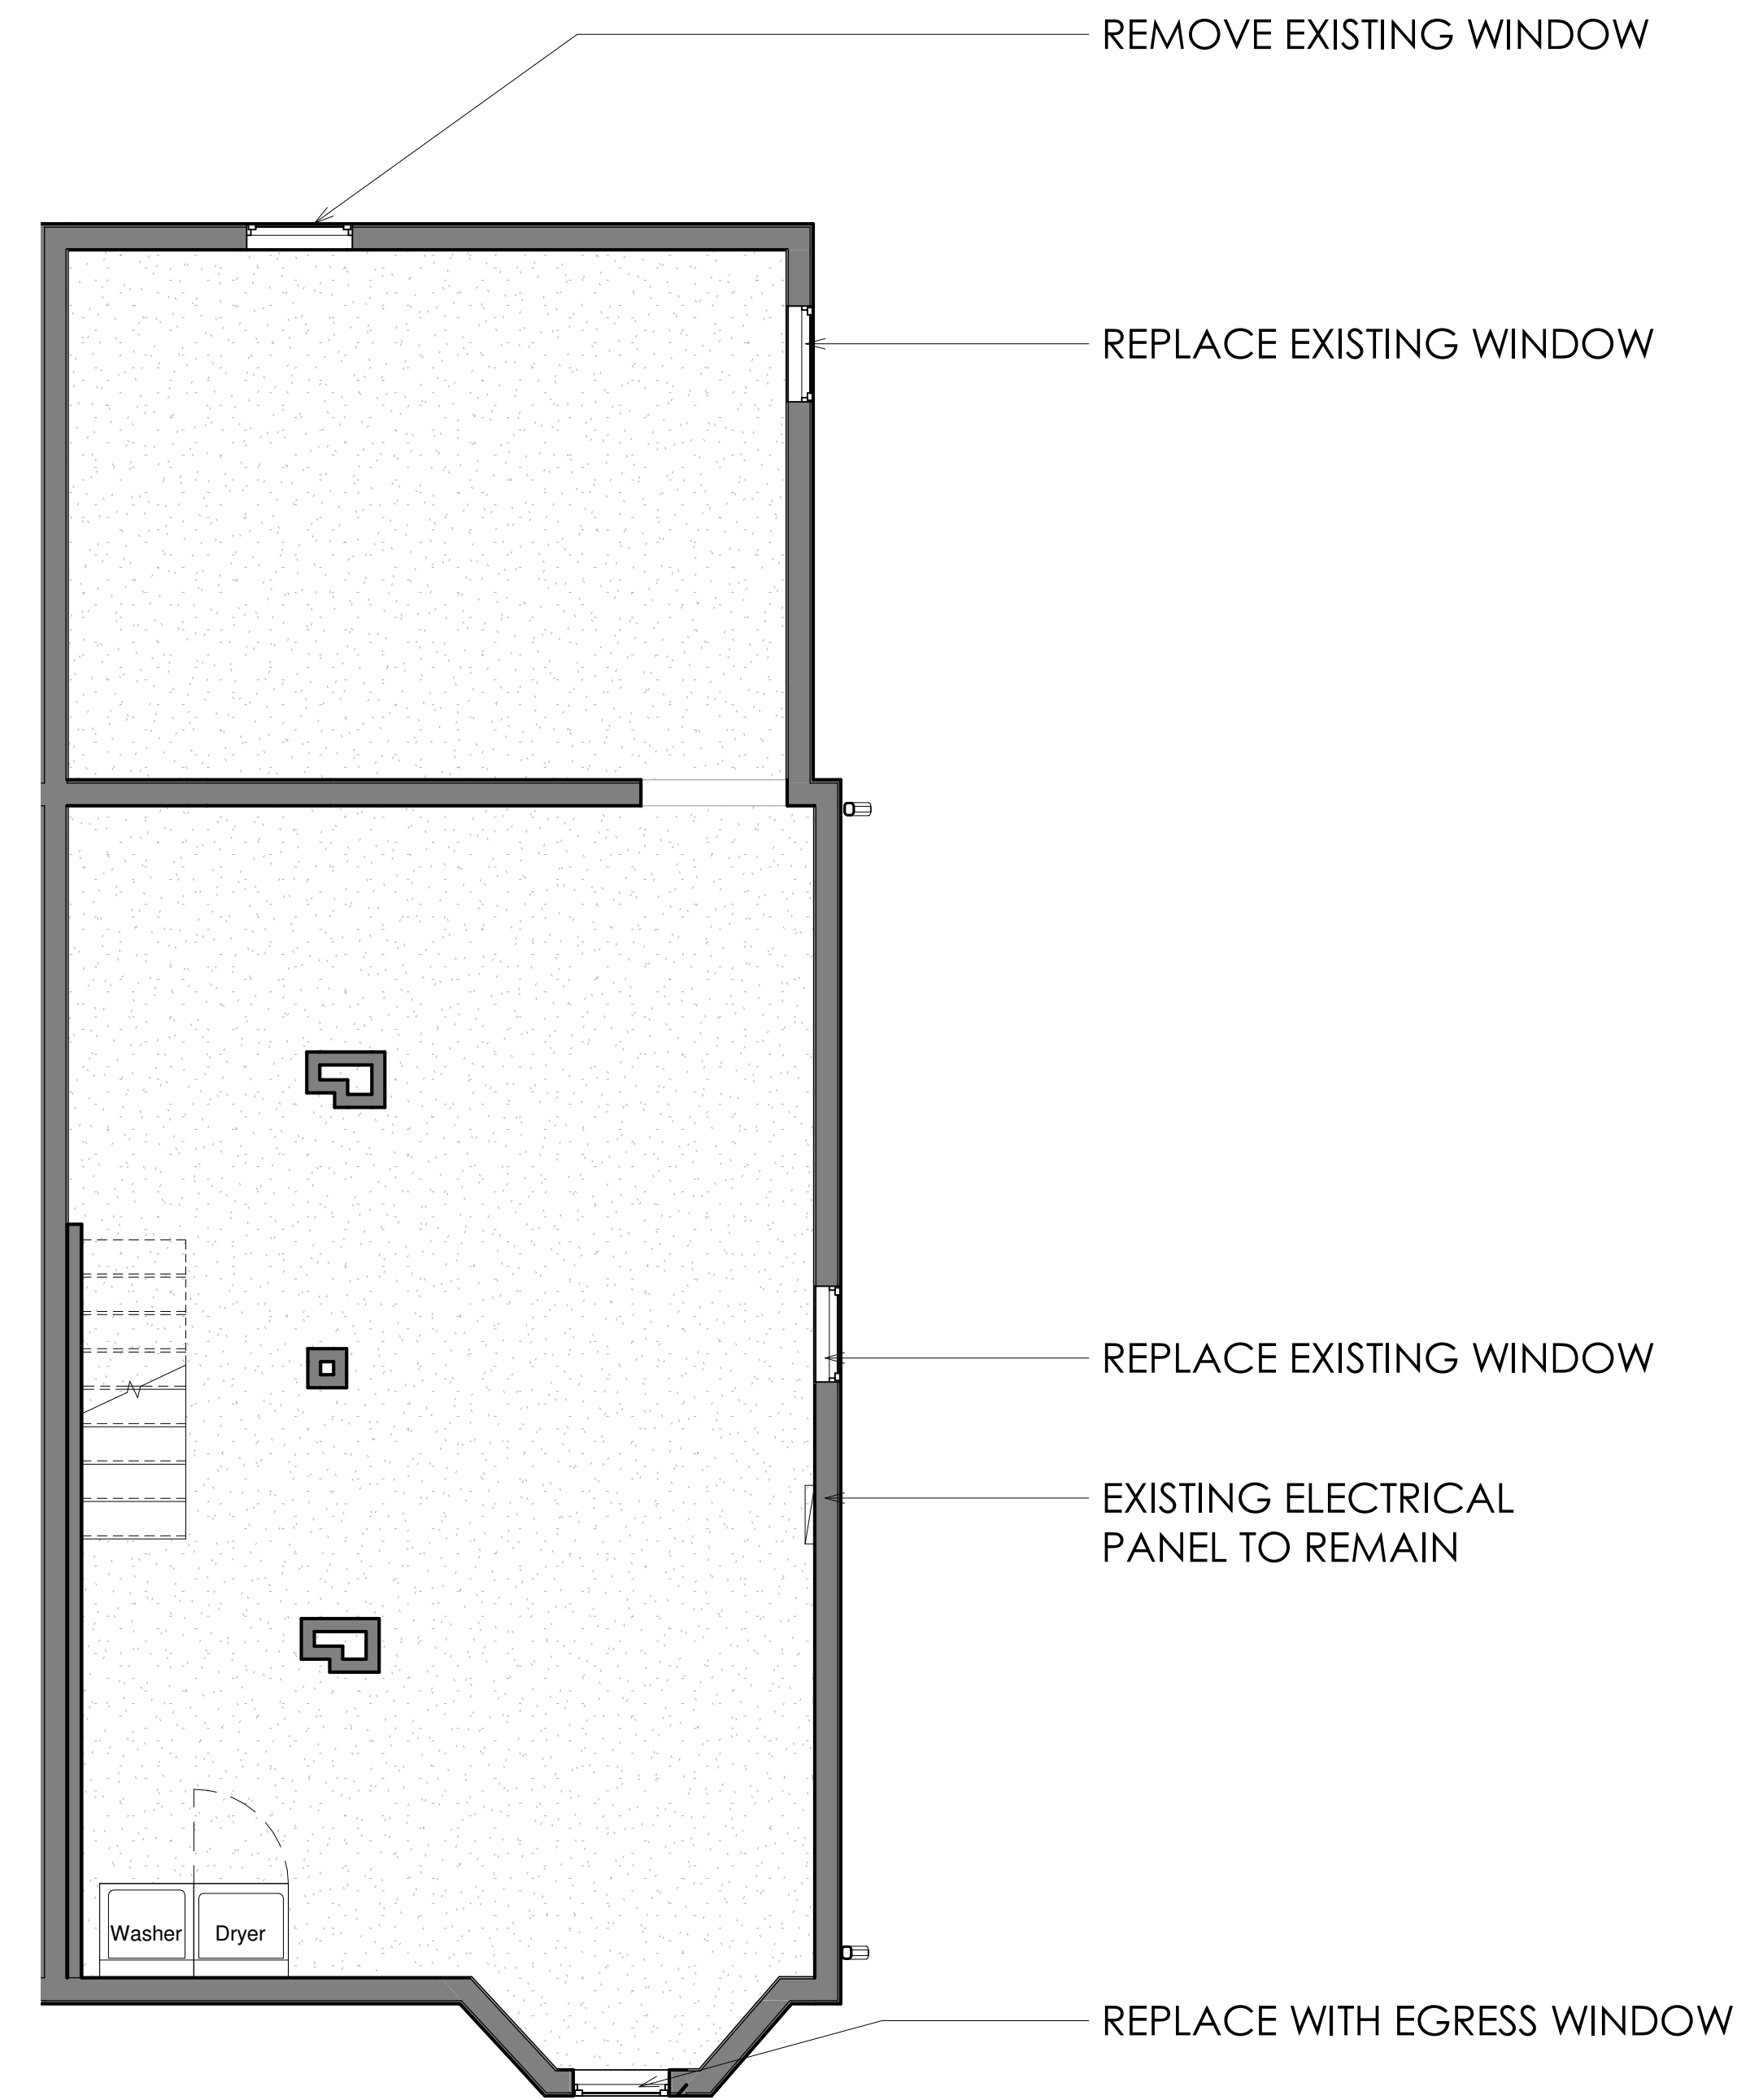 REMOVE EXISTING WINDOW
REPLACE EXISTING WINDOW
REPLACE EXISTING WINDOW
EXISTING ELECTRICAL
PANEL TO REMAIN
Washer Dryer
REPLACE WITH EGRESS WINDOW